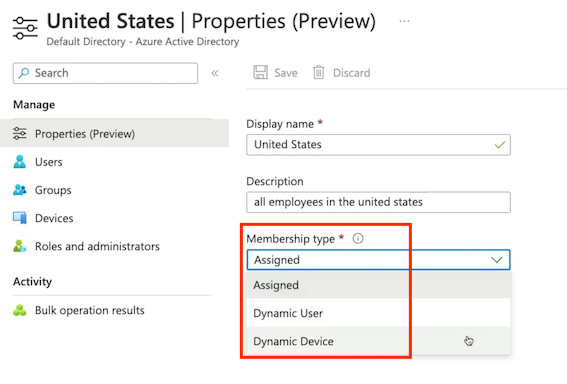 United States | Properties (Preview) ...
Default Directory - Azure Active Directory
Search
«
Save
Discard
Manage
Properties (Preview)
Users
Groups
Devices
Roles and administrators
Activity
Bulk operation results
Display name *
United States
Description
all employees in the united states
Membership type *
Assigned
Assigned
Dynamic User
Dynamic Device